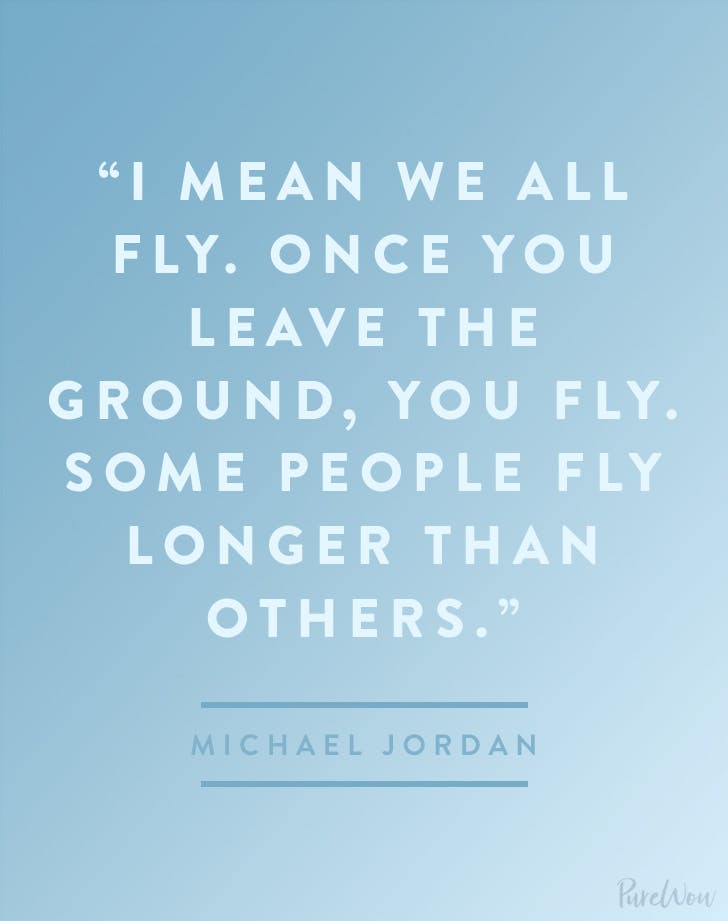 “I MEAN WE ALL
FLY. ONCE YOU
LEAVE THE
GROUND, YOU FLY.
SOME PEOPLE FLY
LONGER THAN
OTHERS.”
MICHAEL JORDAN
PureWow